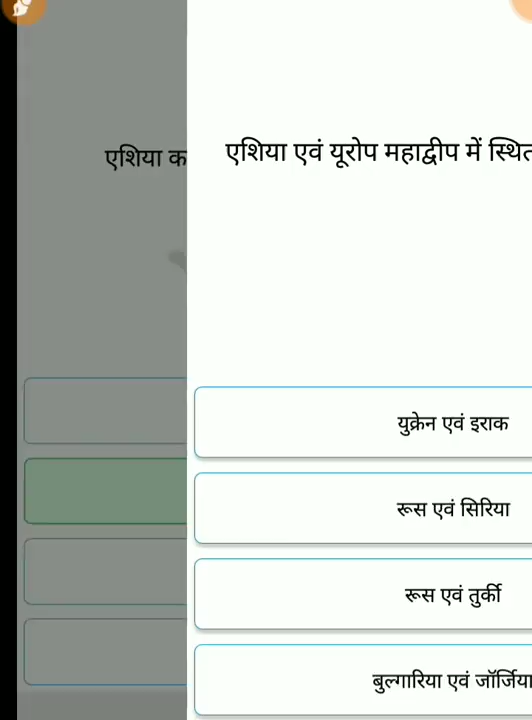 एशिया क
एशिया एवं यूरोप महाद्वीप में स्थित
युक्रेन एवं इराक
रूस एवं सिरिया
रूस एवं तुर्की
बुल्गारिया एवं जॉर्जिया